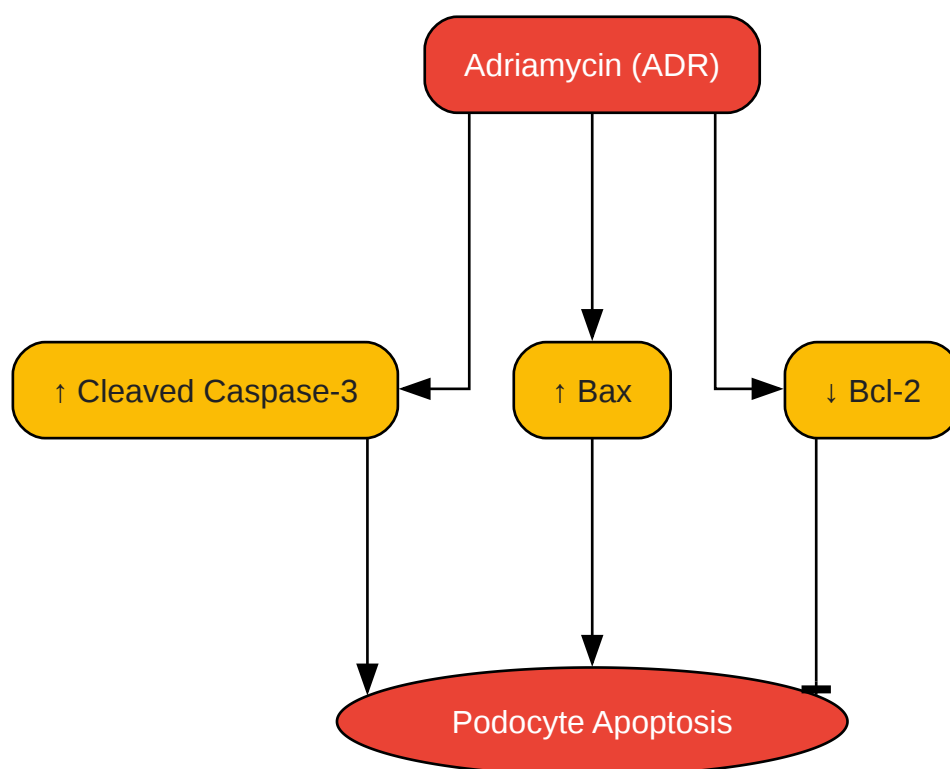 Adriamycin (ADR)
↑ Cleaved Caspase-3
↑ Bax
↓ Bcl-2
Podocyte Apoptosis